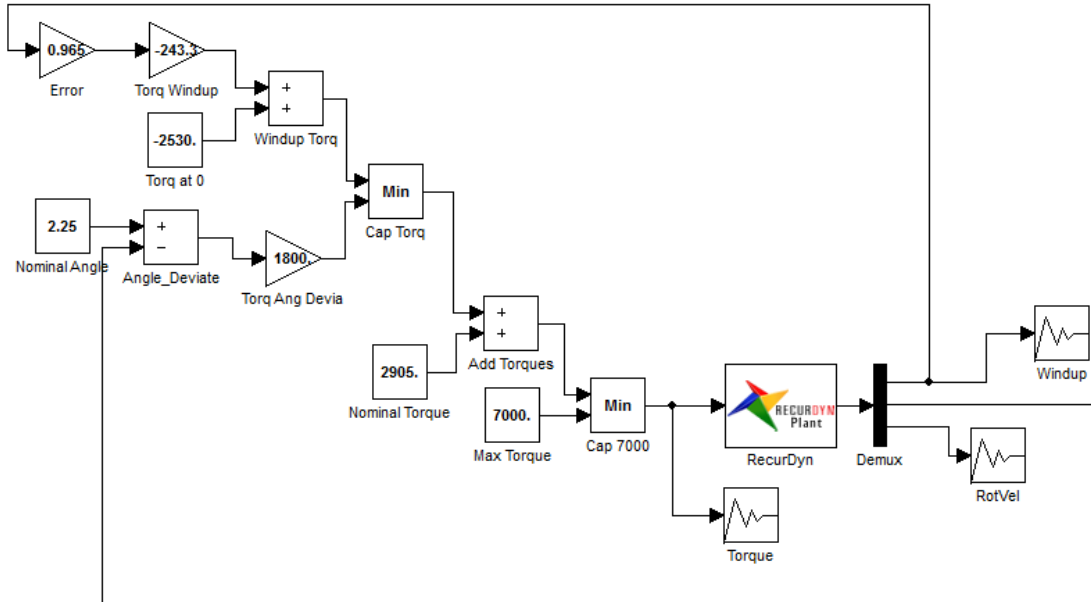 0.965
Error
-243.3
Torq Windup
+
+
Windup Torq
-2530.
Torq at 0
Min
Cap Torq
2.25
Nominal Angle
+
−
Angle_Deviate
1800.
Torq Ang Devia
+
+
Add Torques
2905.
Nominal Torque
7000.
Max Torque
Min
Cap 7000
RECURDYN
Plant
RecurDyn
Demux
Windup
RotVel
Torque